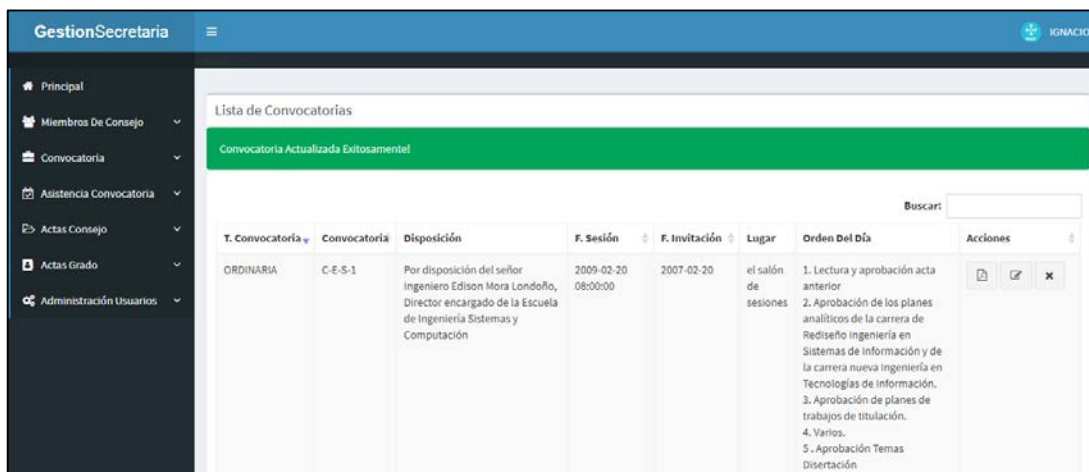 GestionSecretaria
IGNACIO
Principal
Miembros De Consejo
Convocatoria
Asistencia Convocatoria
Actas Consejo
Actas Grado
Administración Usuarios
Lista de Convocatorias
Convocatoria Actualizada Exitosamente!
Buscar:
T. Convocatoria Convocatoria Disposición F. Sesión F. Invitación Lugar Orden Del Día Acciones
ORDINARIA
C-E-S-1
Por disposición del señor
Ingeniero Edison Mora Londoño,
Director encargado de la Escuela
de Ingeniería Sistemas y
Computación
2009-02-20
08:00:00
2007-02-20
el salón
de
sesiones
1. Lectura y aprobación acta
anterior
2. Aprobación de los planes
analíticos de la carrera de
Rediseño Ingeniería en
Sistemas de Información y de
la carrera nueva Ingeniería en
Tecnologías de Información.
3. Aprobación de planes de
trabajos de titulación.
4. Varios.
5 . Aprobación Temas
Disertación